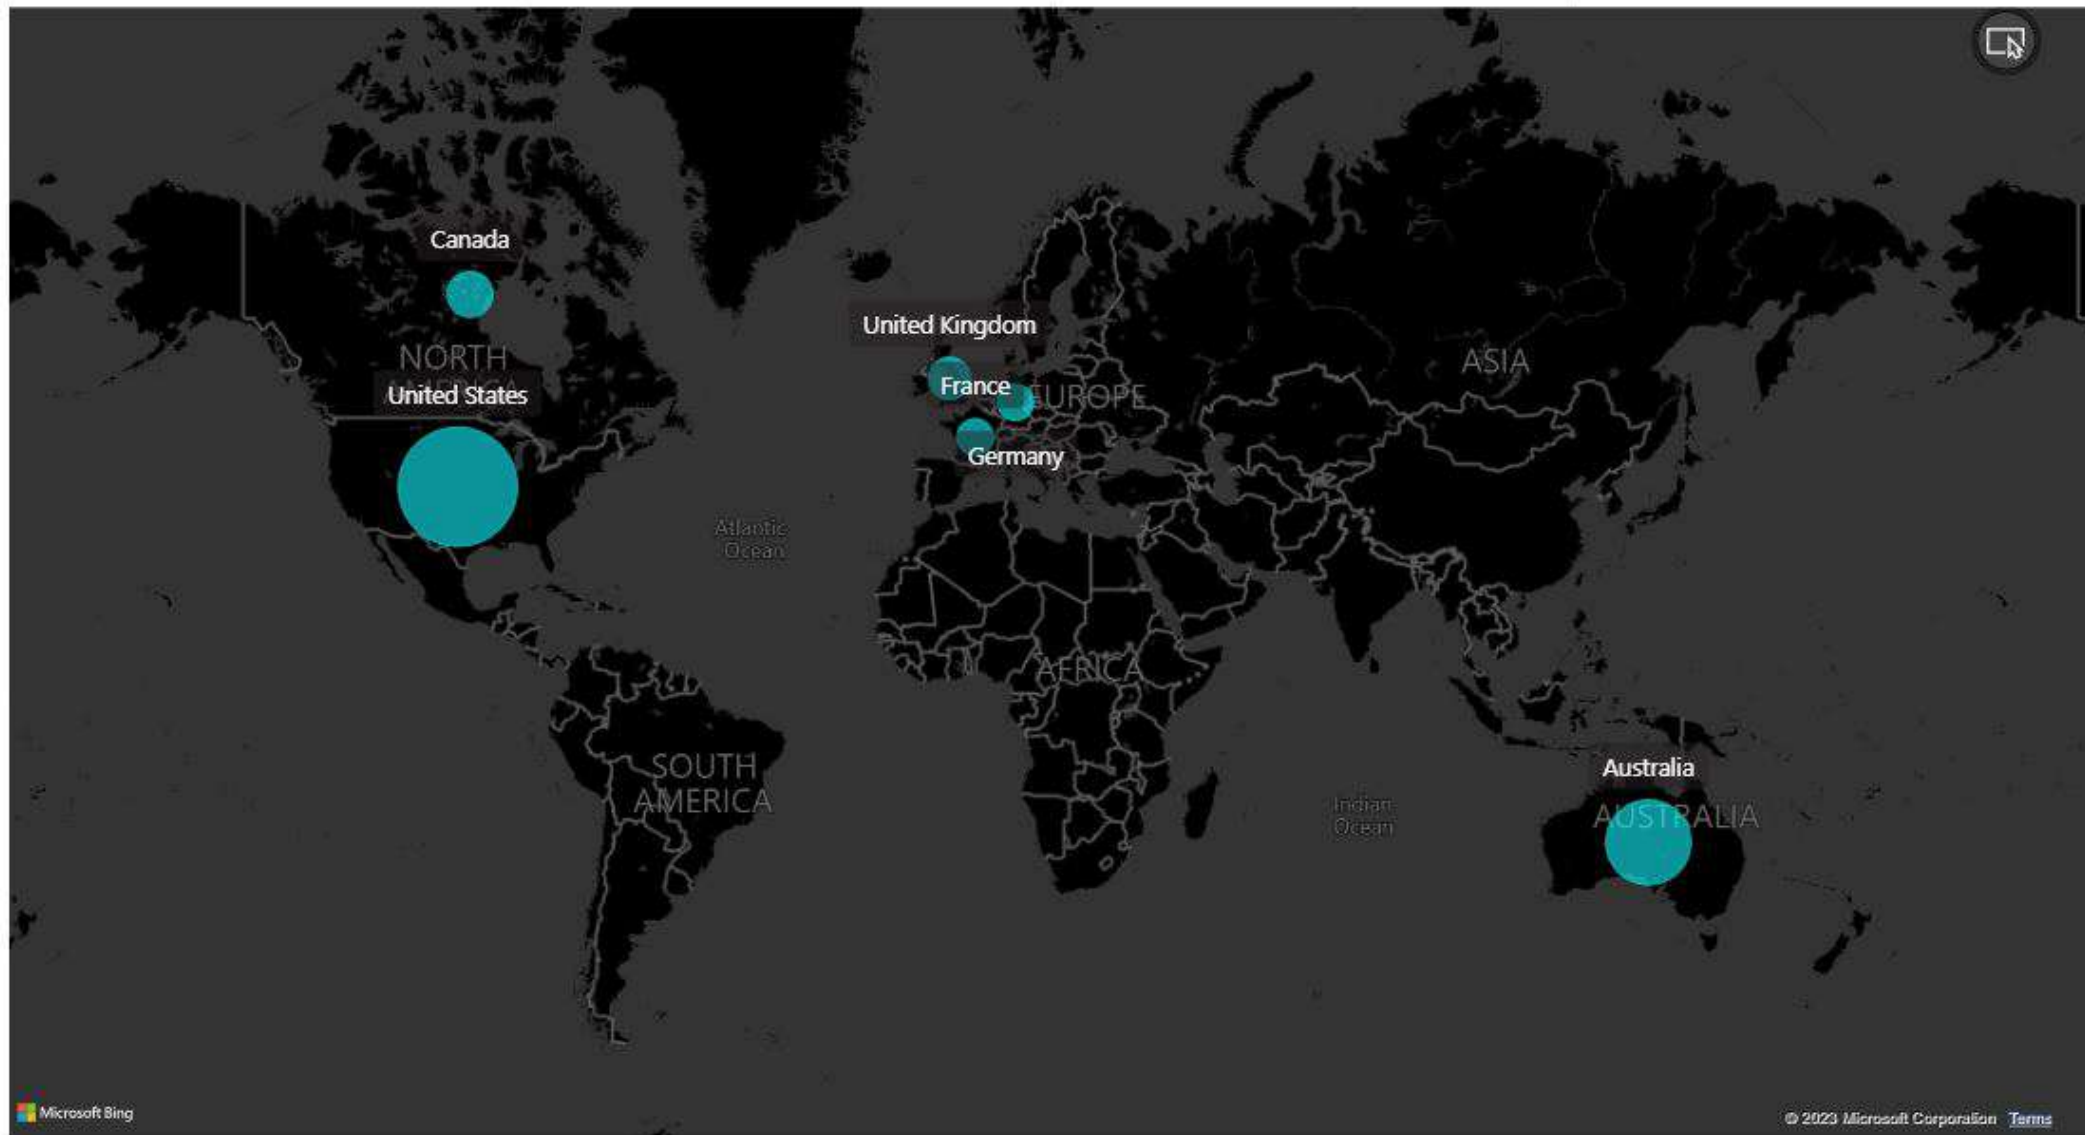 Canada
United Kingdom
NORTH
United States
France
EUROPE
ASIA
Germany
Atlantic
Ocean
AFRICA
SOUTH
AMERICA
Australia
AUSTRALIA
Indian
Ocean
Microsoft Bing
© 2023 Microsoft Corporation Terms